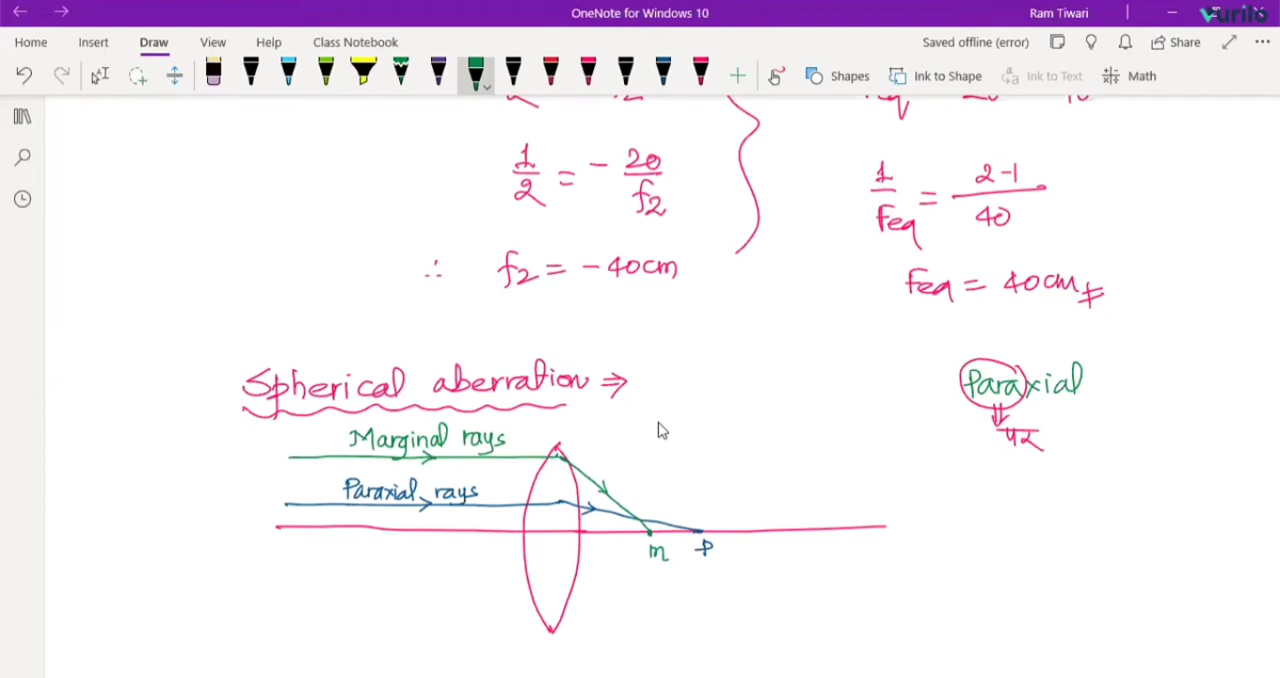 OneNote for Windows 10
Ram Tiwari
Yurilo
Home Insert Draw View Help Class Notebook
Saved offline (error)
Share
Shapes
Ink to Shape
Ink to Text
Math
1/2 = - 20/f2
∴ f2 = - 40cm
1/Feq = 2-1/40
Feq = 40cm
Spherical aberration ⇒
Paraxial
पर
Marginal rays
Paraxial rays
m
P